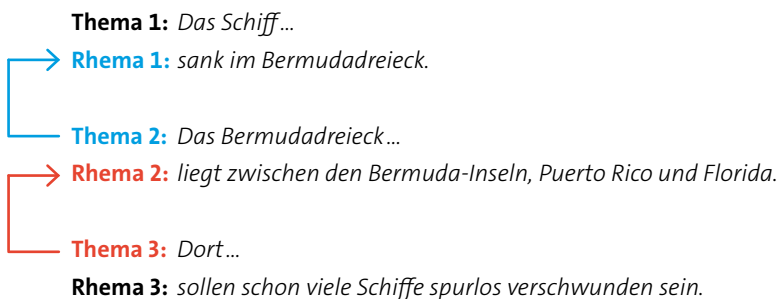 Thema 1: Das Schiff …
Rhema 1: sank im Bermudadreieck.
Thema 2: Das Bermudadreieck …
Rhema 2: liegt zwischen den Bermuda-Inseln, Puerto Rico und Florida.
Thema 3: Dort …
Rhema 3: sollen schon viele Schiffe spurlos verschwunden sein.